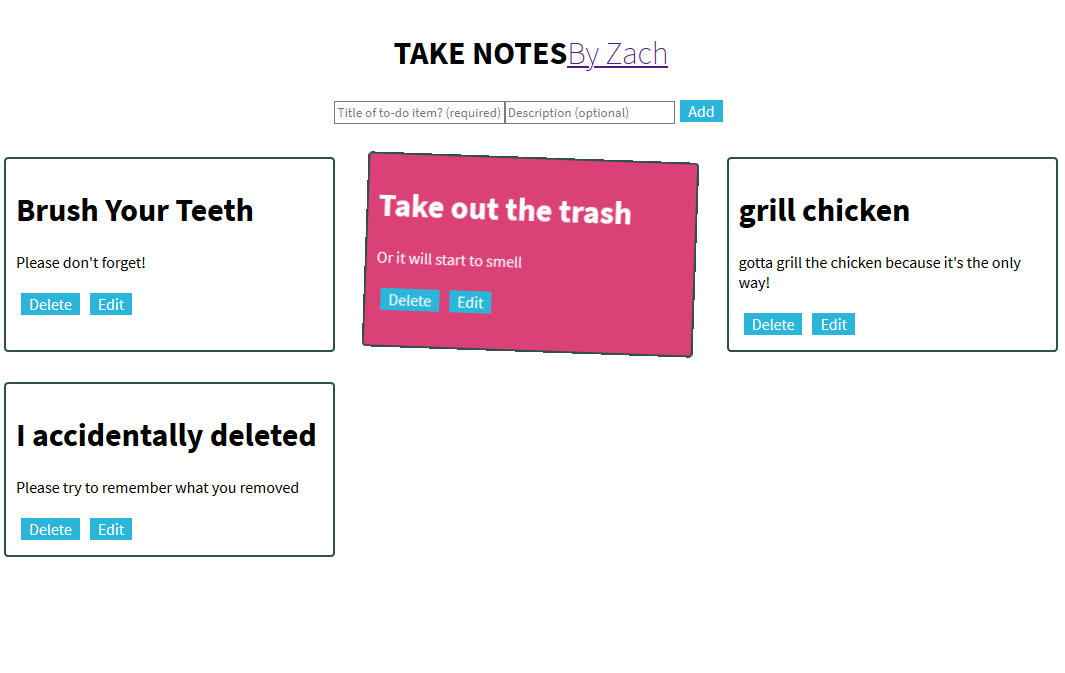 TAKE NOTESBy Zach
Title of to-do item? (required) Description (optional) Add
Brush Your Teeth
Please don't forget!
Delete Edit
Take out the trash
Or it will start to smell
Delete Edit
grill chicken
gotta grill the chicken because it's the only
way!
Delete Edit
I accidentally deleted
Please try to remember what you removed
Delete Edit